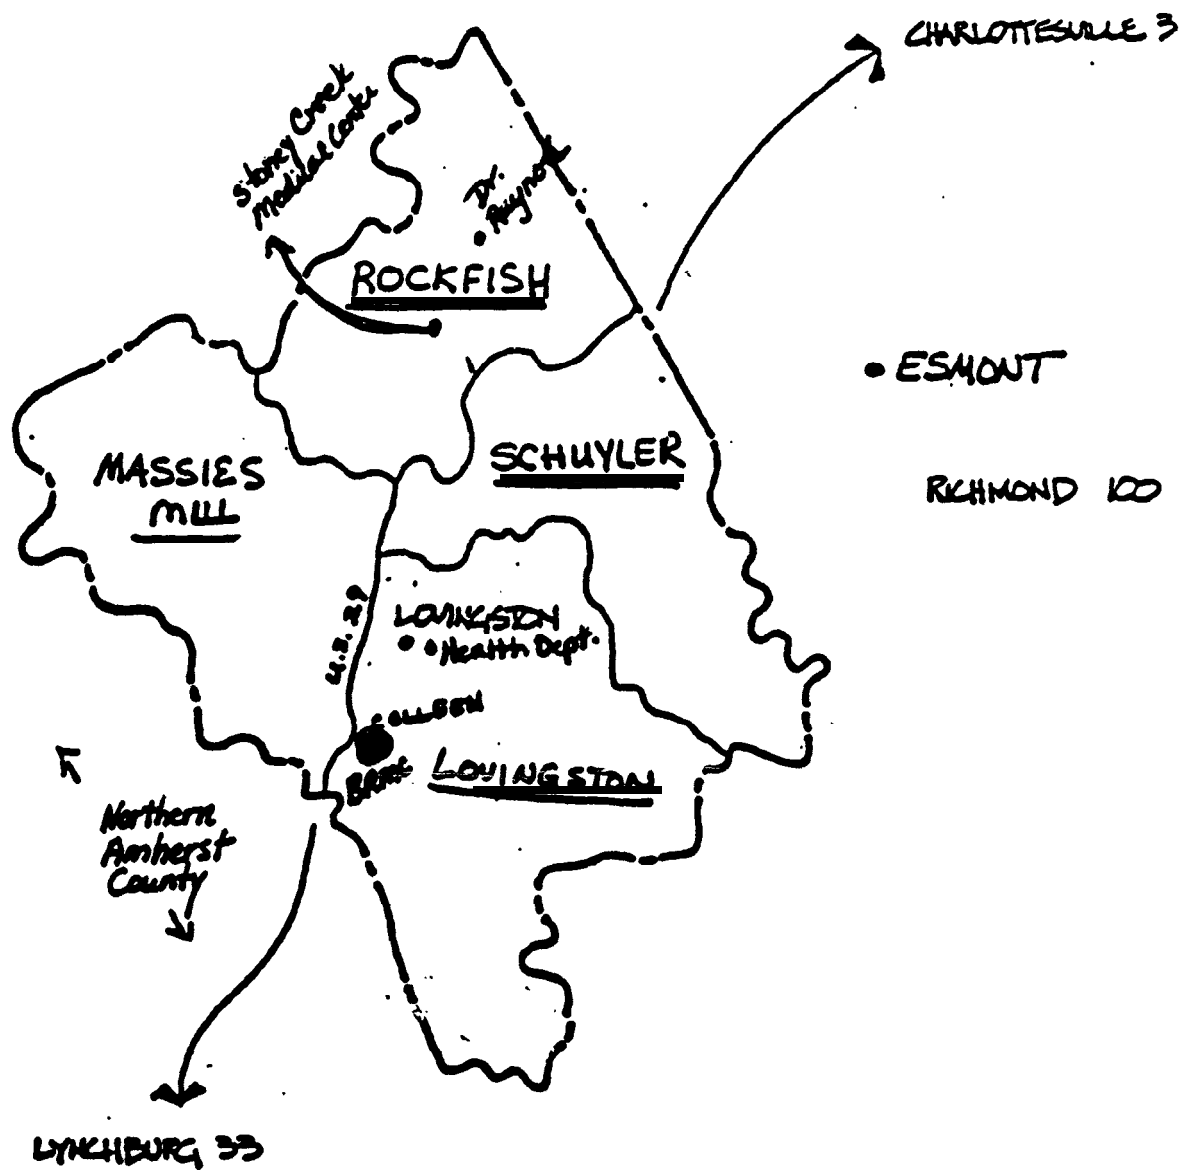 CHARLOTTESVILLE 3
Stoney Creek
Medical Center
Dr.
ROCKFISH
ESMONT
SCHUYLER
MASSIES
MILL
RICHMOND 100
U.S. 29
LOVINGSTON
Health Dept.
COLLEEN
LOVINGSTON
Northern
Amherst
County
LYNCHBURG 33